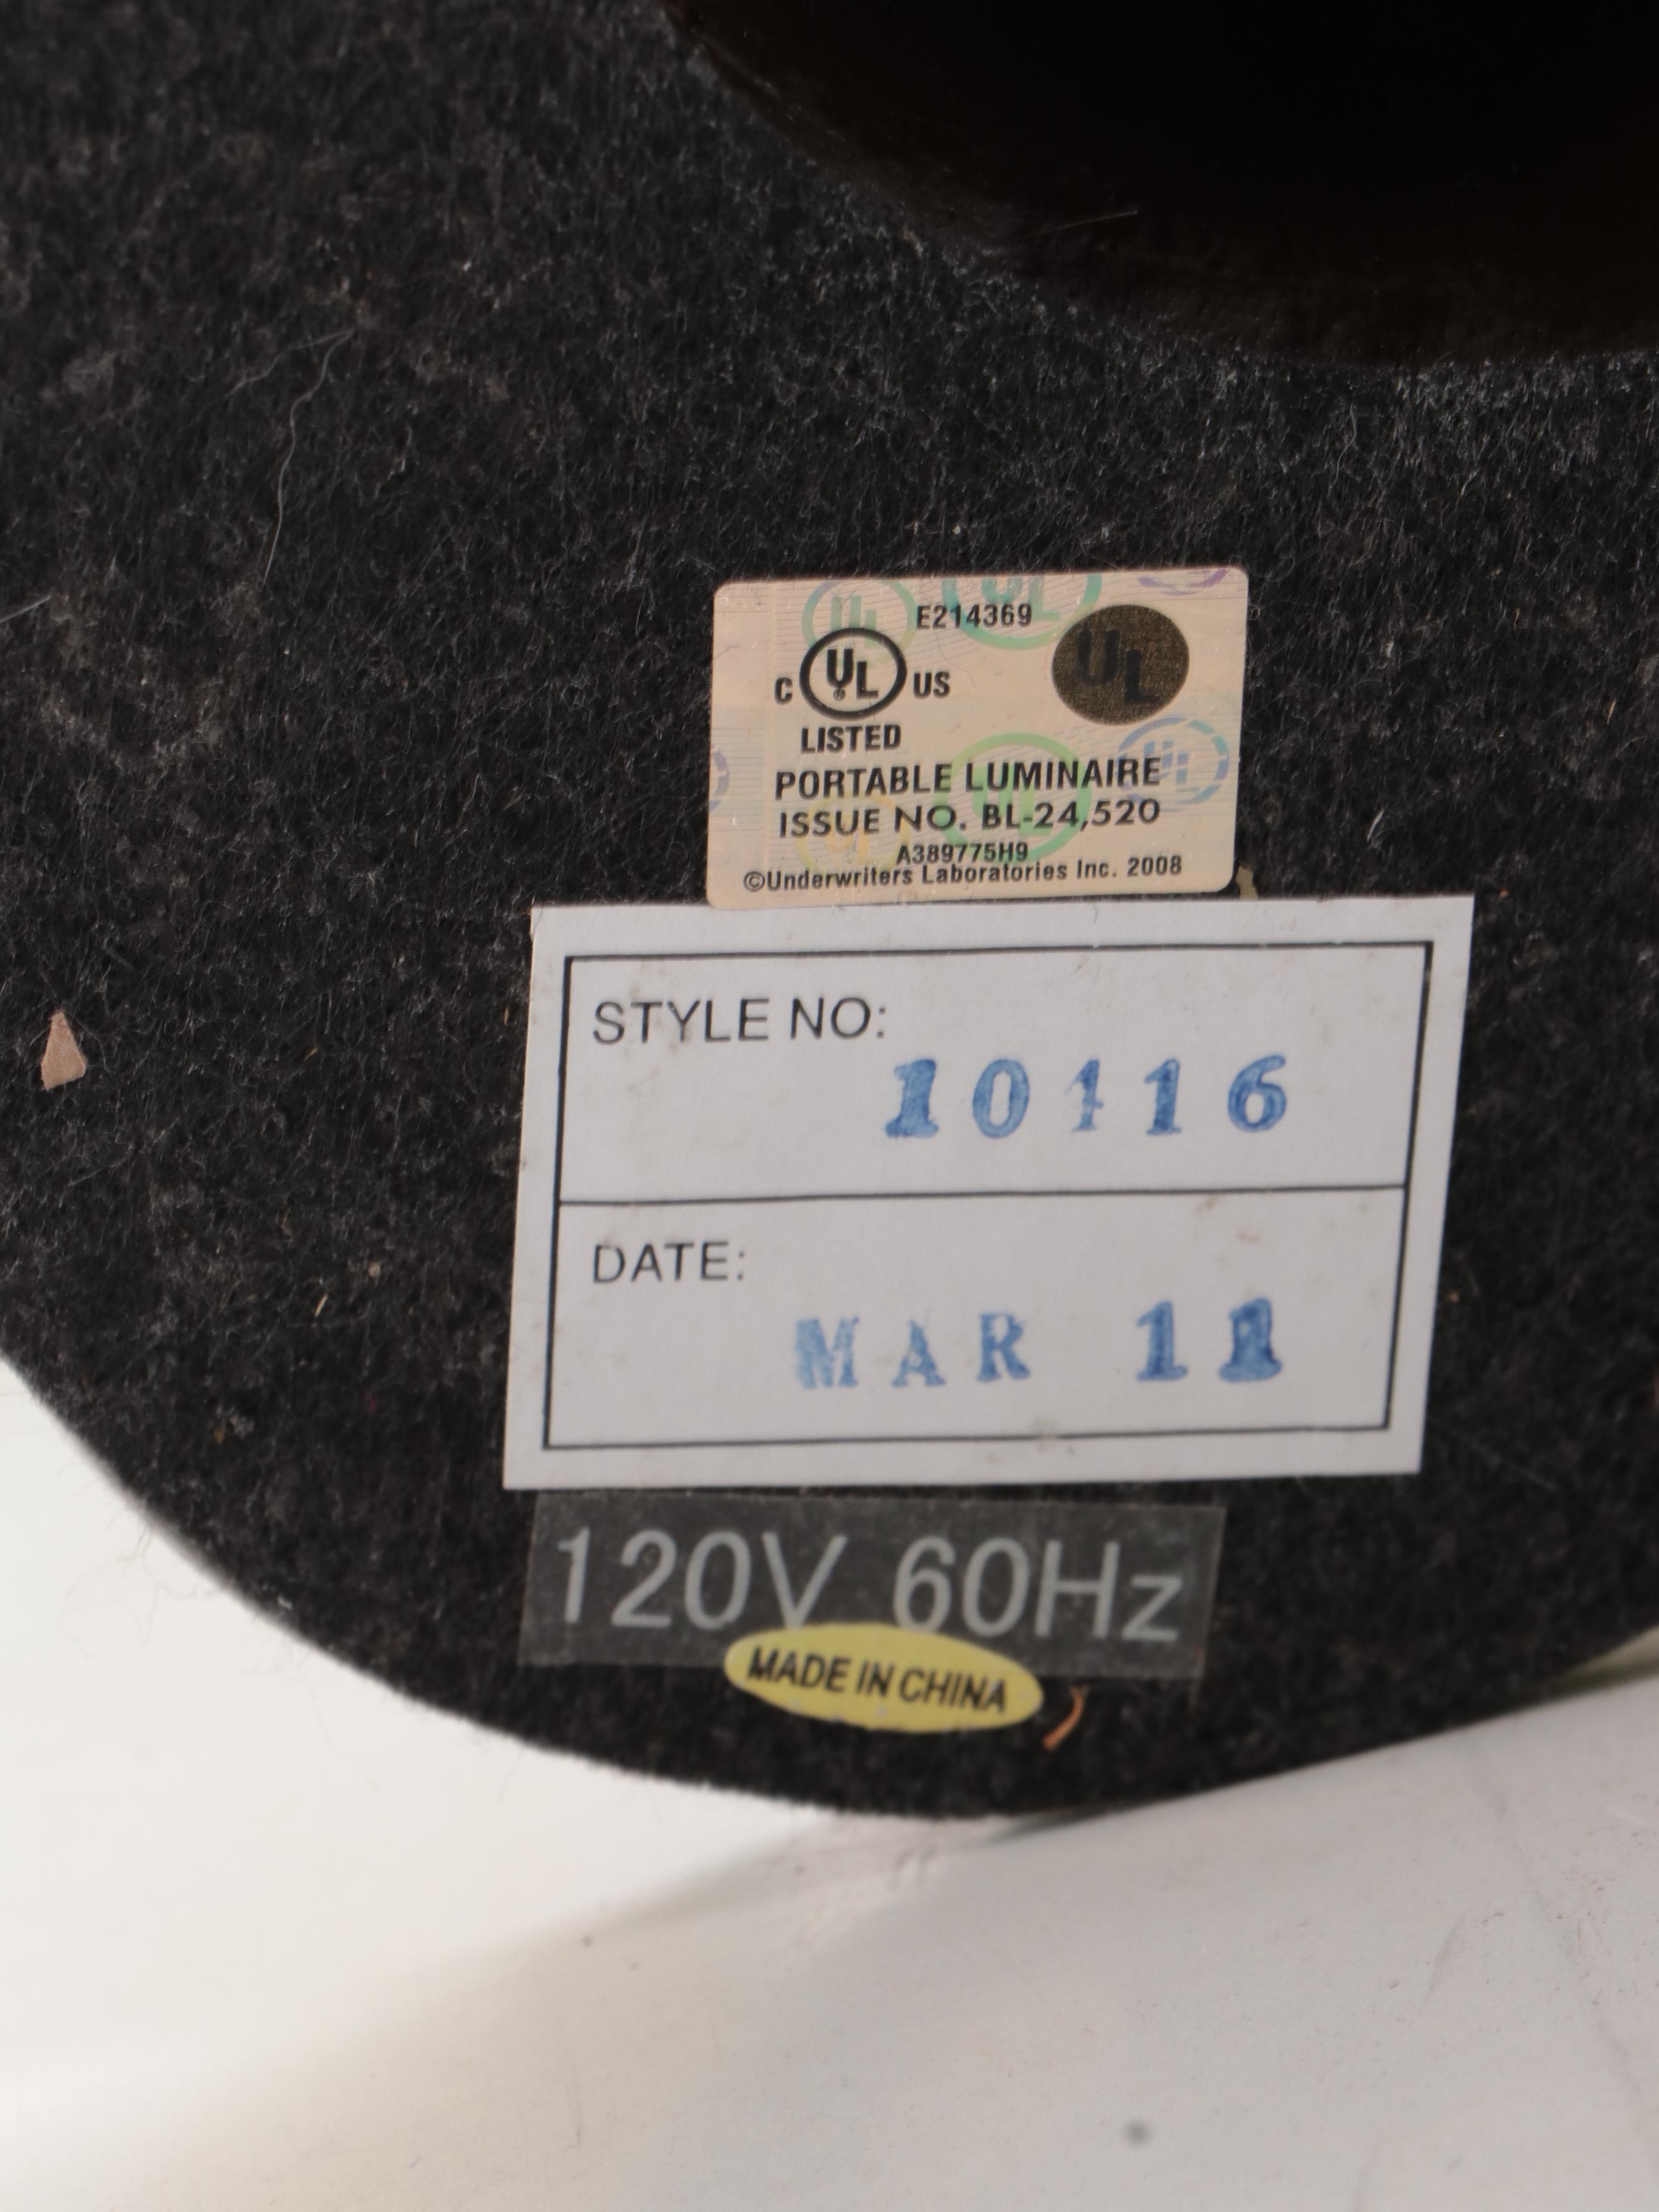 E214369
C UL US
UL
LISTED
PORTABLE LUMINAIRE
ISSUE NO. BL-24,520
A389775H9
©Underwriters Laboratories Inc. 2008
STYLE NO:
10116
DATE:
MAR 11
120V 60Hz
MADE IN CHINA